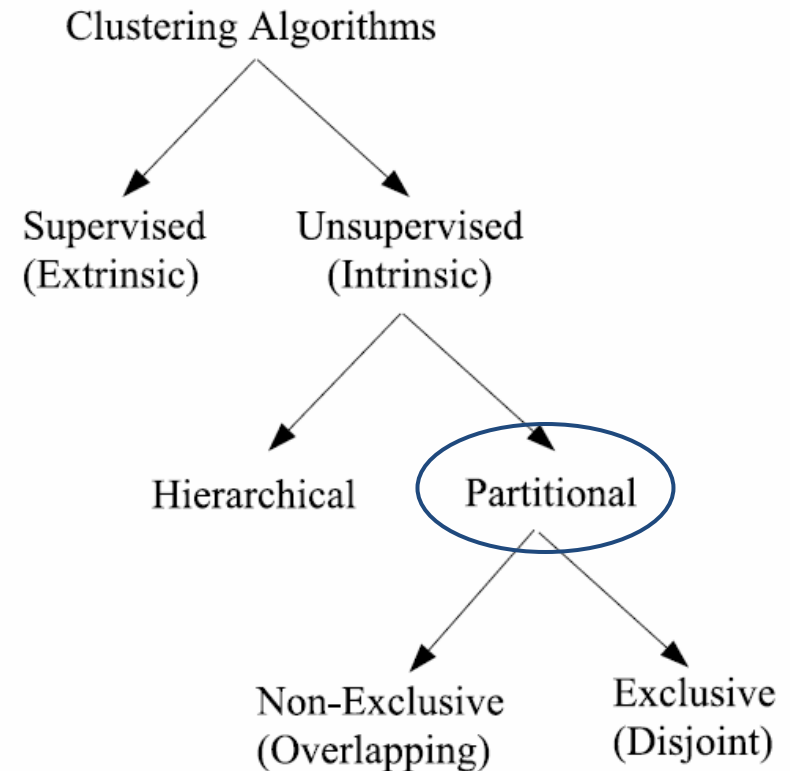 Clustering Algorithms
Supervised
(Extrinsic)
Unsupervised
(Intrinsic)
Hierarchical
Partitional
Non-Exclusive
(Overlapping)
Exclusive
(Disjoint)